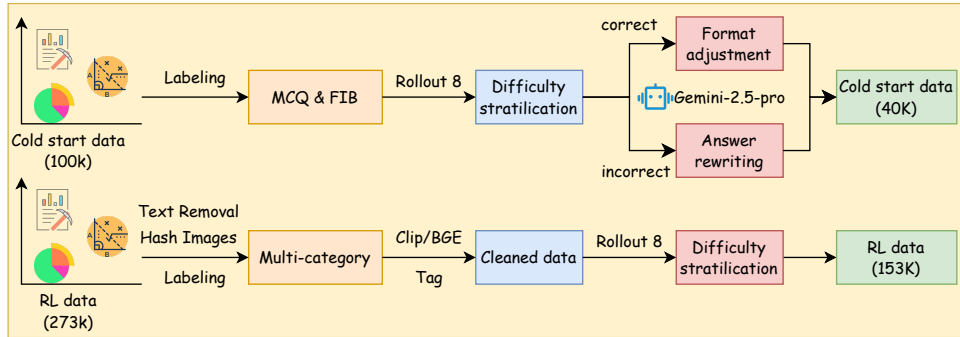 Cold start data
(100k)
Labeling
MCQ & FIB
Rollout 8
Difficulty
stratilication
correct
incorrect
Format
adjustment
Gemini-2.5-pro
Answer
rewriting
Cold start data
(40K)
RL data
(273k)
Text Removal
Hash Images
Labeling
Multi-category
Clip/BGE
Tag
Cleaned data
Rollout 8
Difficulty
stratilication
RL data
(153K)
A
B
A
B